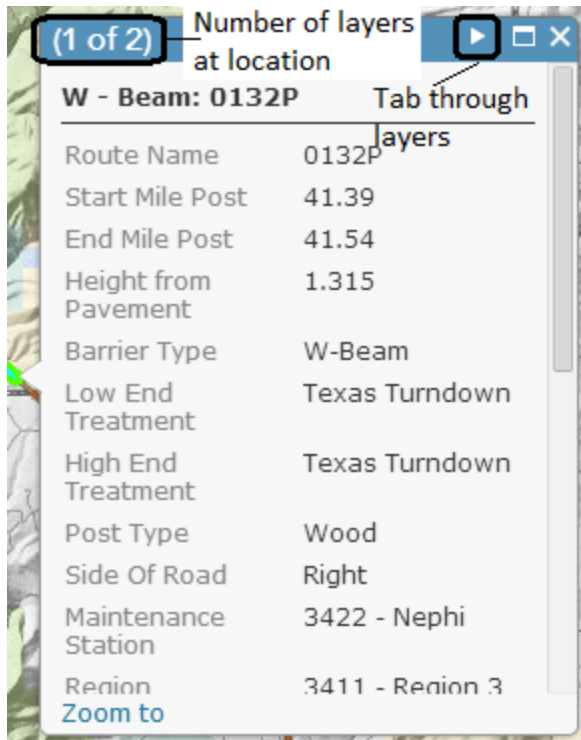 (1 of 2)
Number of layers
at location
W - Beam: 0132P
Tab through
layers
Route Name 0132P
Start Mile Post 41.39
End Mile Post 41.54
Height from 1.315
Pavement
Barrier Type W-Beam
Low End Texas Turndown
Treatment
High End Texas Turndown
Treatment
Post Type Wood
Side Of Road Right
Maintenance 3422 - Nephi
Station
Region 3411 - Region 3
Zoom to